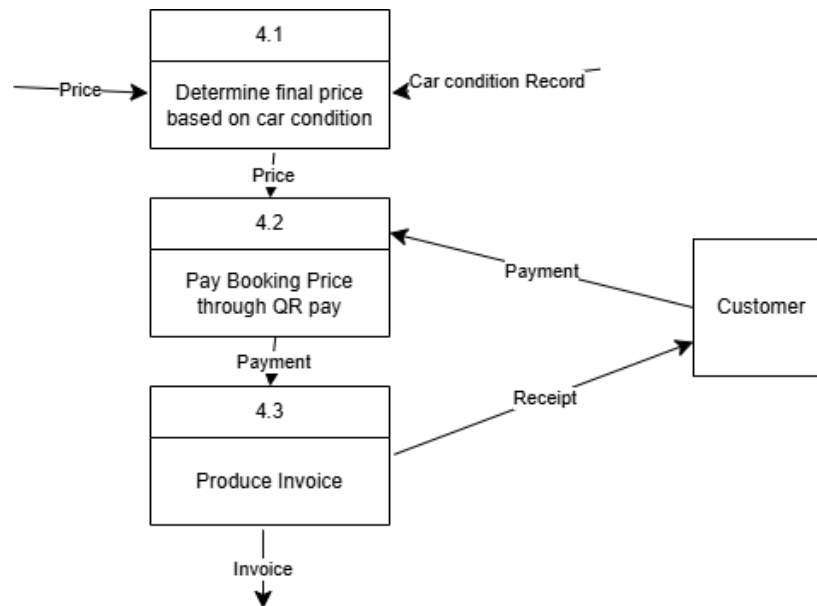 4.1
Price
Determine final price
based on car condition
Car condition Record
Price
4.2
Pay Booking Price
through QR pay
Payment
Customer
Payment
4.3
Receipt
Produce Invoice
Invoice